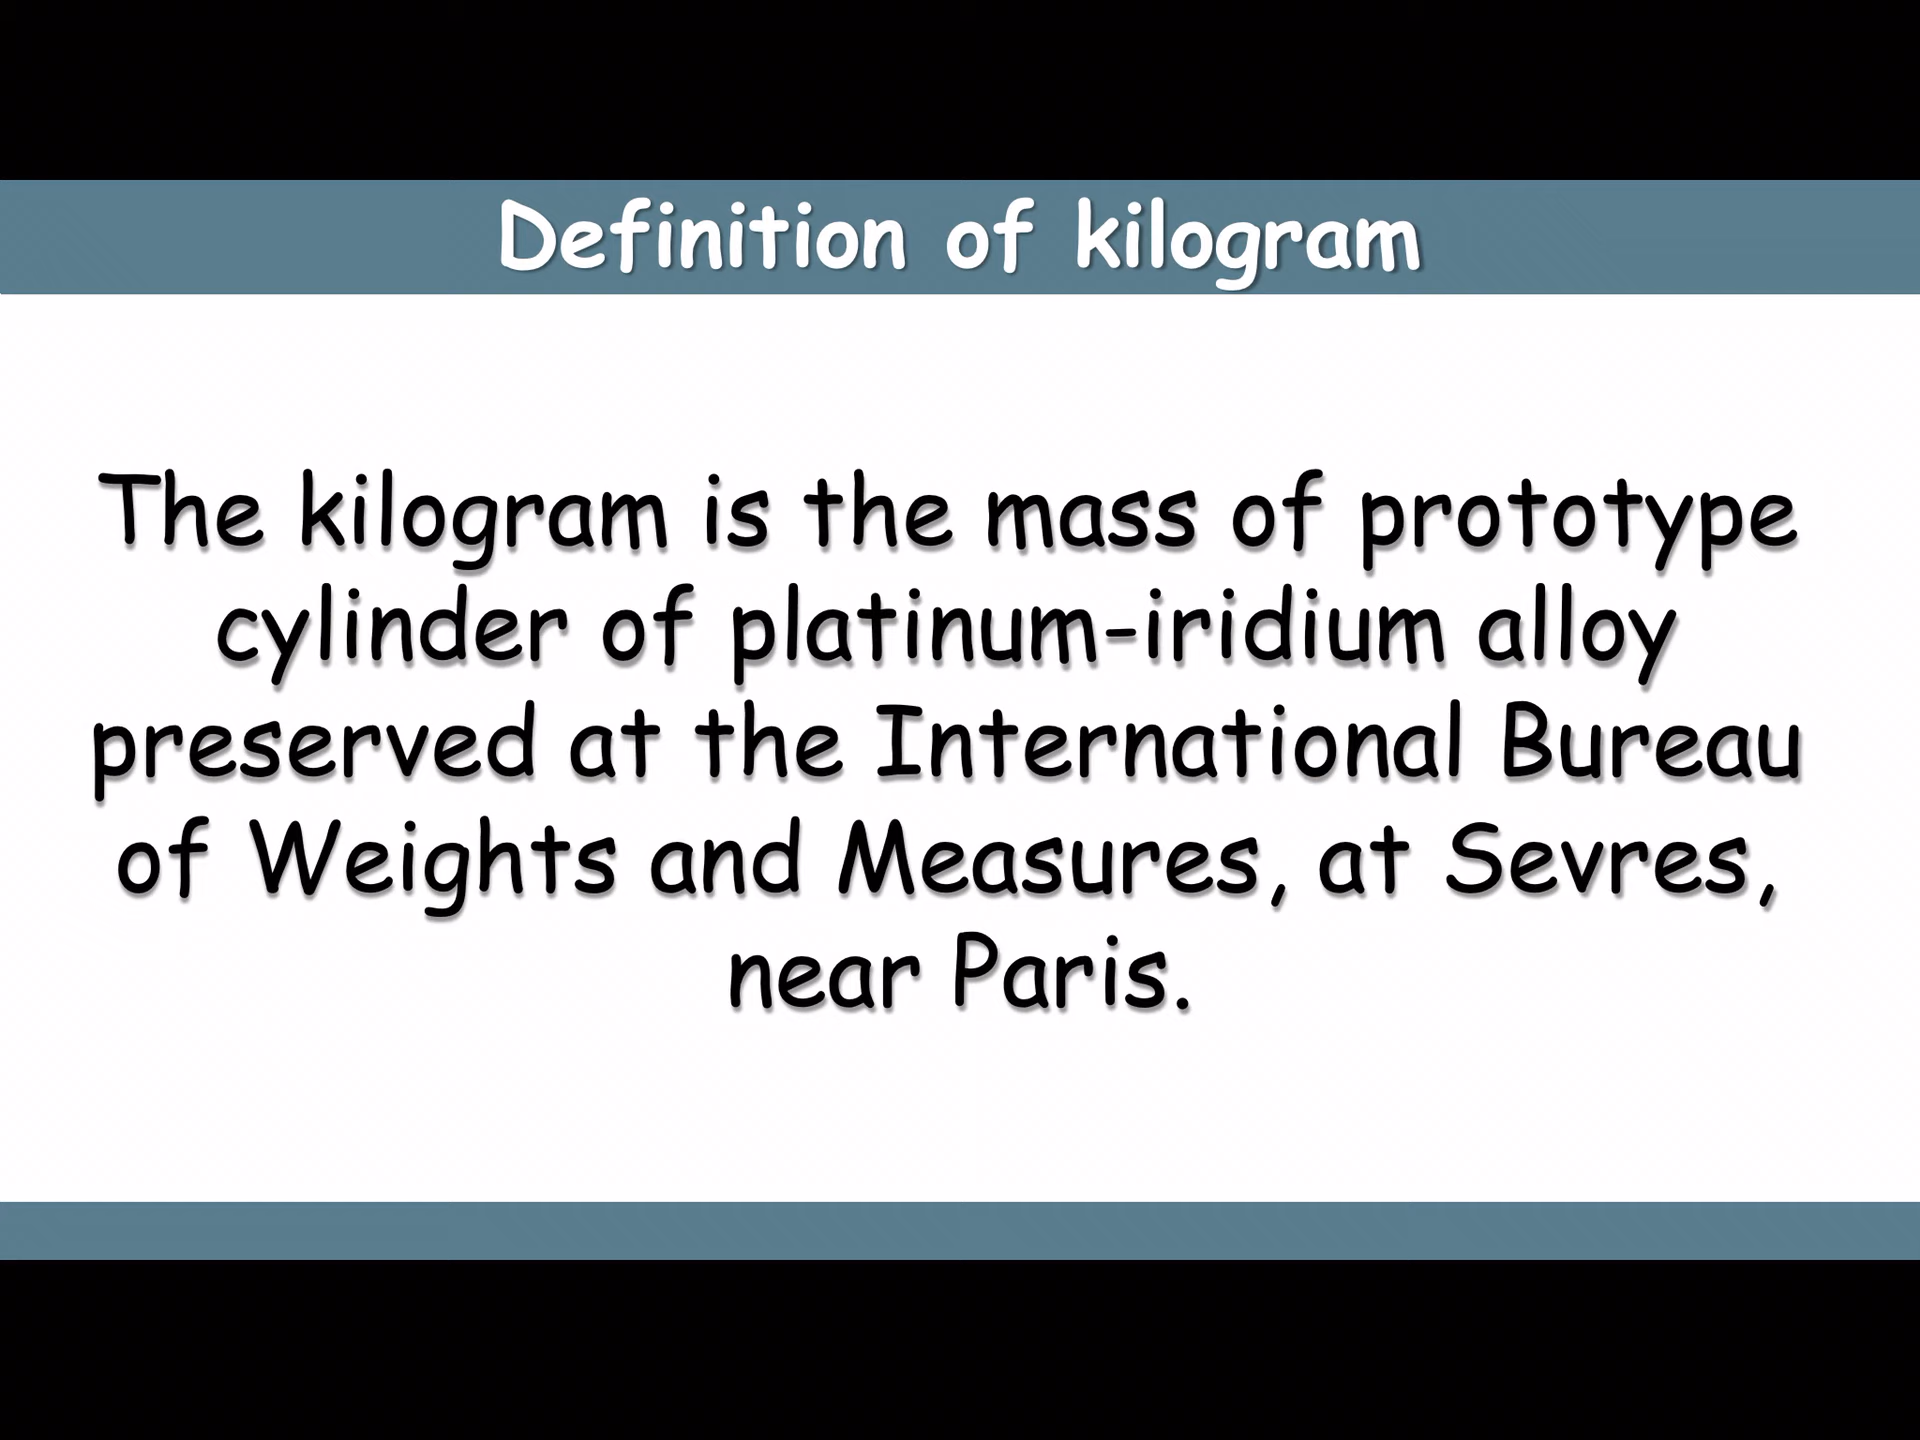 Definition of kilogram
The kilogram is the mass of prototype
cylinder of platinum-iridium alloy
preserved at the International Bureau
of Weights and Measures, at Sevres,
near Paris.